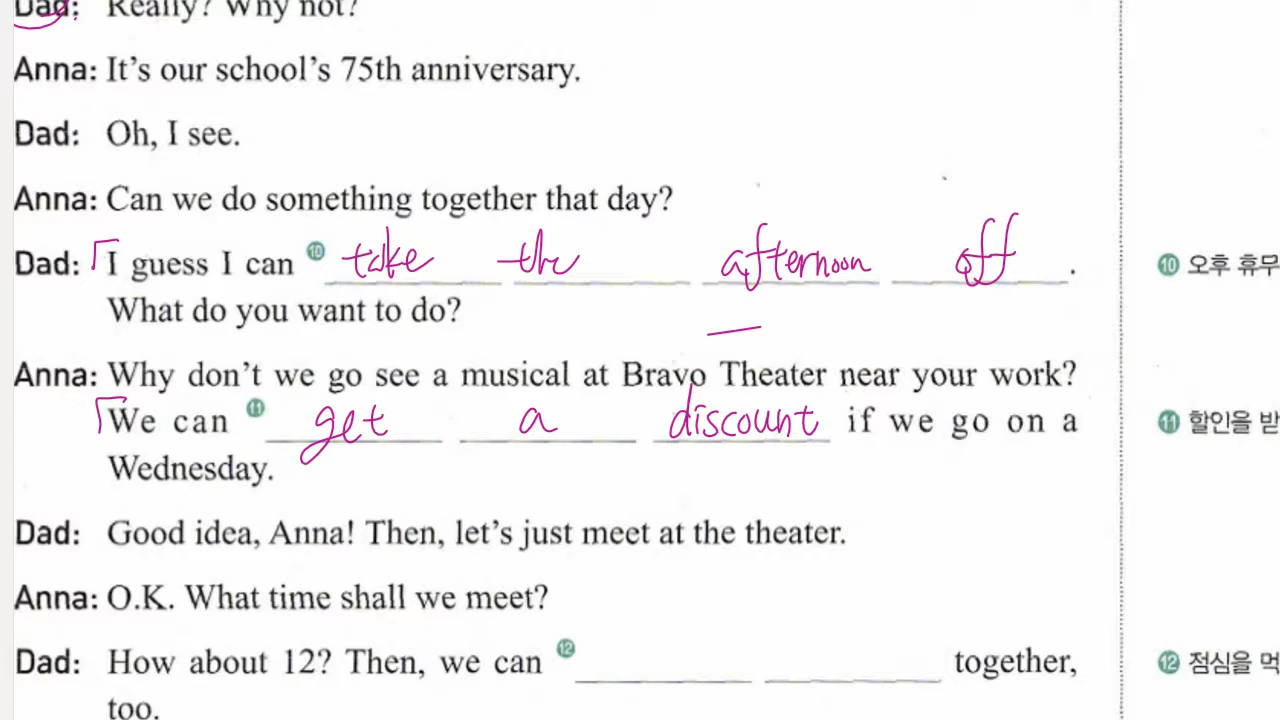 Dad: Really? Why not?
Anna: It's our school's 75th anniversary.
Dad: Oh, I see.
Anna: Can we do something together that day?
Dad: I guess I can ⑩ take the afternoon off. ⑩ 오후 휴무
What do you want to do?
Anna: Why don't we go see a musical at Bravo Theater near your work?
We can ⑪ get a discount if we go on a ⑪ 할인을 받
Wednesday.
Dad: Good idea, Anna! Then, let's just meet at the theater.
Anna: O.K. What time shall we meet?
Dad: How about 12? Then, we can ⑫ ____ ____ together, ⑫ 점심을 먹
too.